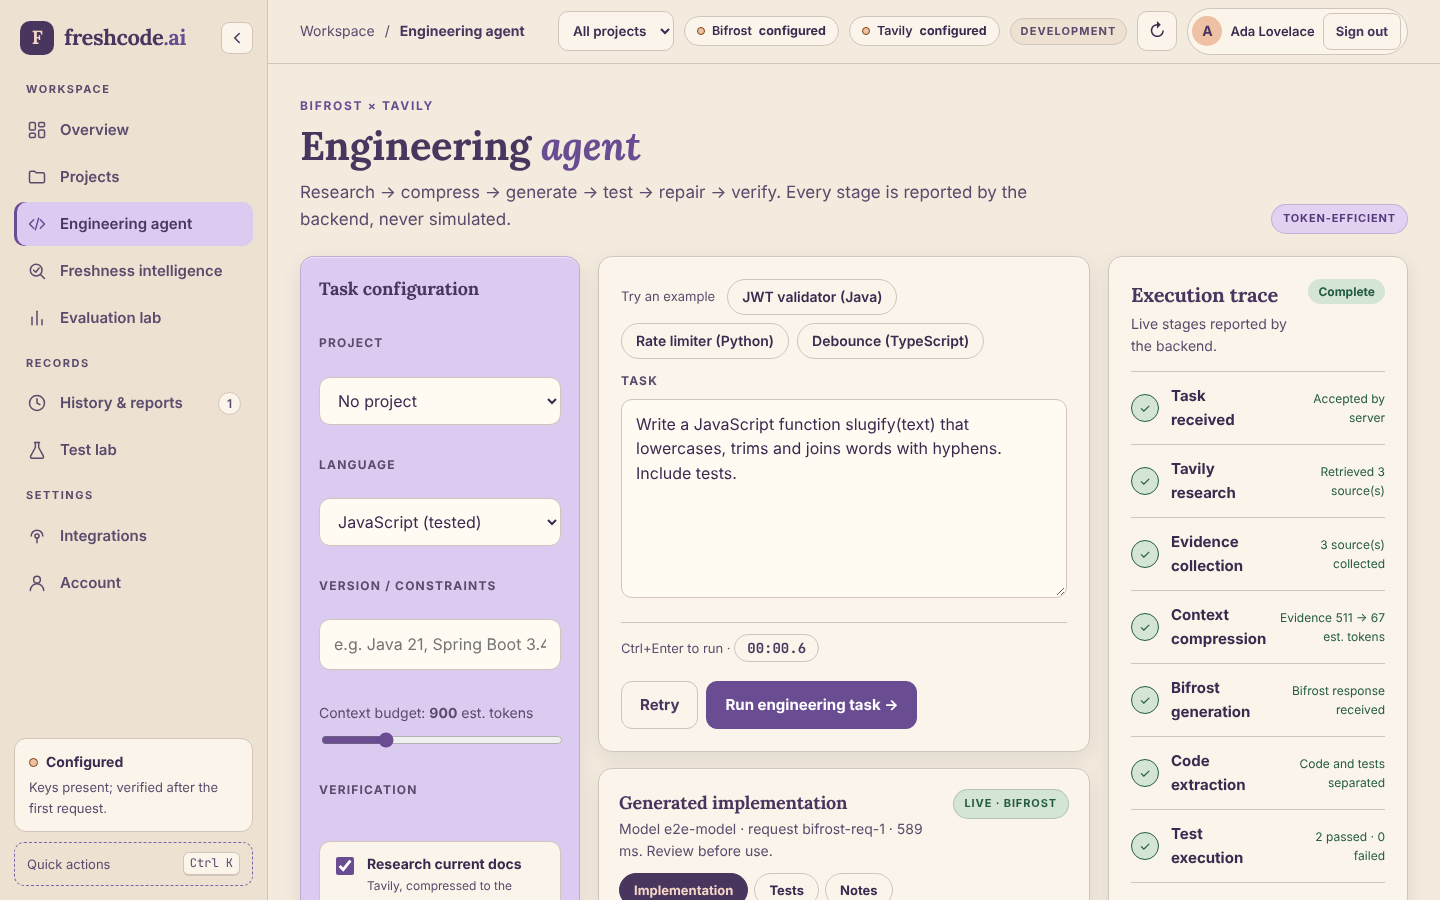 F freshcode.ai
WORKSPACE
Overview
Projects
Engineering agent
Freshness intelligence
Evaluation lab
RECORDS
History & reports 1
Test lab
SETTINGS
Integrations
Account
Configured
Keys present; verified after the
first request.
Quick actions Ctrl K
Workspace / Engineering agent
All projects
Bifrost configured
Tavily configured
DEVELOPMENT
A Ada Lovelace Sign out
BIFROST × TAVILY
Engineering agent
Research → compress → generate → test → repair → verify. Every stage is reported by the
backend, never simulated.
TOKEN-EFFICIENT
Task configuration
PROJECT
No project
LANGUAGE
JavaScript (tested)
VERSION / CONSTRAINTS
e.g. Java 21, Spring Boot 3.4
Context budget: 900 est. tokens
VERIFICATION
Research current docs
Tavily, compressed to the
Try an example JWT validator (Java)
Rate limiter (Python) Debounce (TypeScript)
TASK
Write a JavaScript function slugify(text) that
lowercases, trims and joins words with hyphens.
Include tests.
Ctrl+Enter to run · 00:00.6
Retry Run engineering task →
Generated implementation LIVE · BIFROST
Model e2e-model · request bifrost-req-1 · 589
ms. Review before use.
Implementation Tests Notes
Execution trace Complete
Live stages reported by
the backend.
Task
received
Accepted by
server
Tavily
research
Retrieved 3
source(s)
Evidence
collection
3 source(s)
collected
Context
compression
Evidence 511 → 67
est. tokens
Bifrost
generation
Bifrost response
received
Code
extraction
Code and tests
separated
Test
execution
2 passed · 0
failed